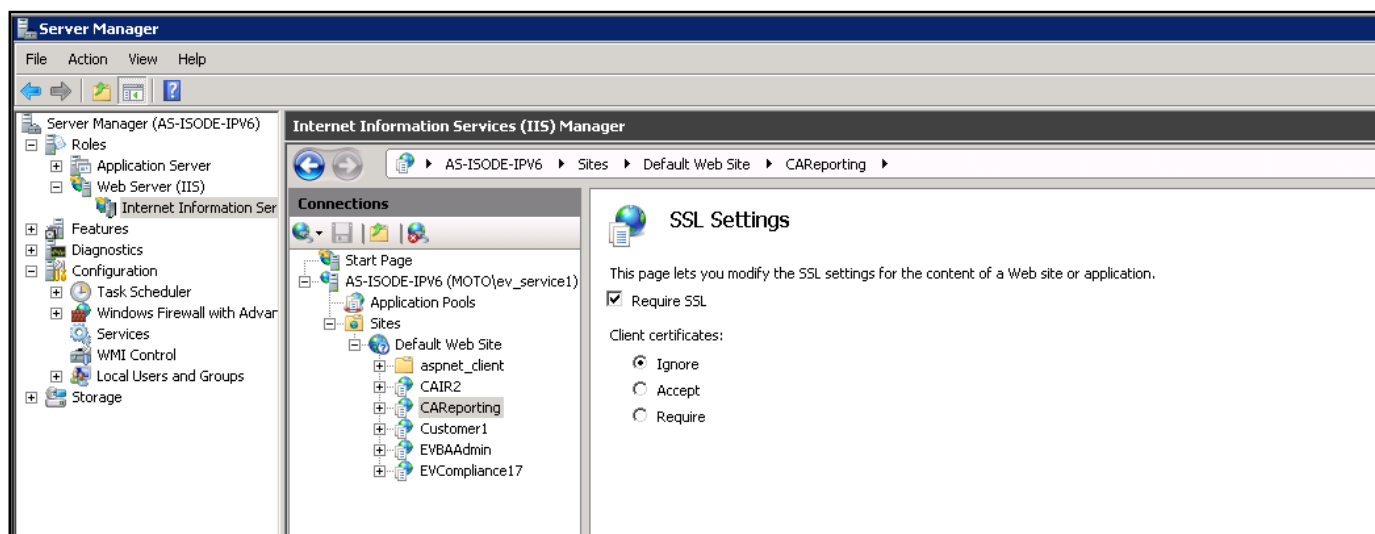 Server Manager
File Action View Help
Server Manager (AS-ISODE-IPV6)
Roles
Application Server
Web Server (IIS)
Internet Information Ser
Features
Diagnostics
Configuration
Task Scheduler
Windows Firewall with Advan
Services
WMI Control
Local Users and Groups
Storage
Internet Information Services (IIS) Manager
AS-ISODE-IPV6 Sites Default Web Site CAReporting
Connections
Start Page
AS-ISODE-IPV6 (MOTO\ev_service1)
Application Pools
Sites
Default Web Site
aspnet_client
CAIR2
CAReporting
Customer1
EVBAAdmin
EVCompliance17
SSL Settings
This page lets you modify the SSL settings for the content of a Web site or application.
Require SSL
Client certificates:
Ignore
Accept
Require